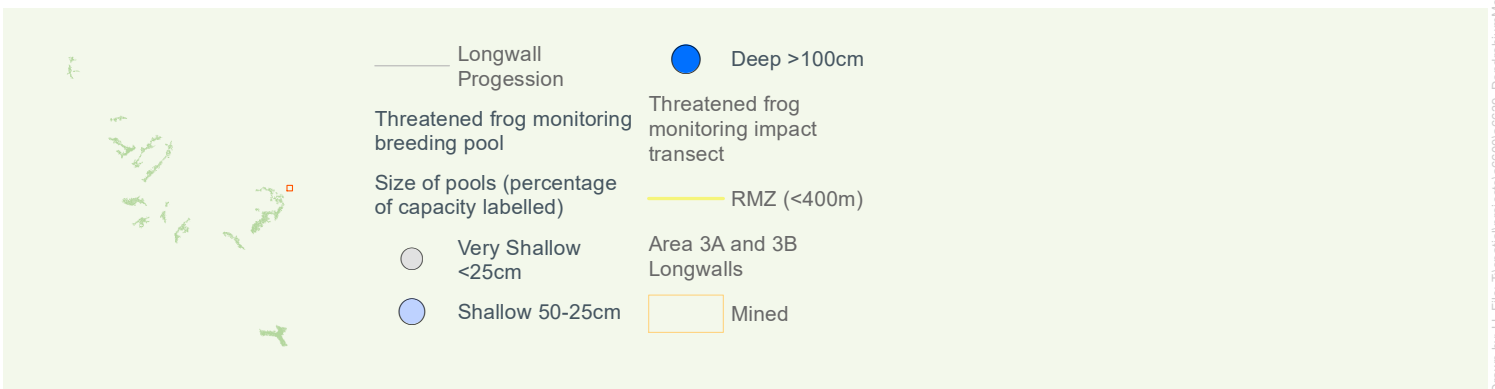 Longwall
Progession
Threatened frog monitoring
breeding pool
Size of pools (percentage
of capacity labelled)
Very Shallow
<25cm
Shallow 50-25cm
Deep >100cm
Threatened frog
monitoring impact
transect
RMZ (<400m)
Area 3A and 3B
Longwalls
Mined